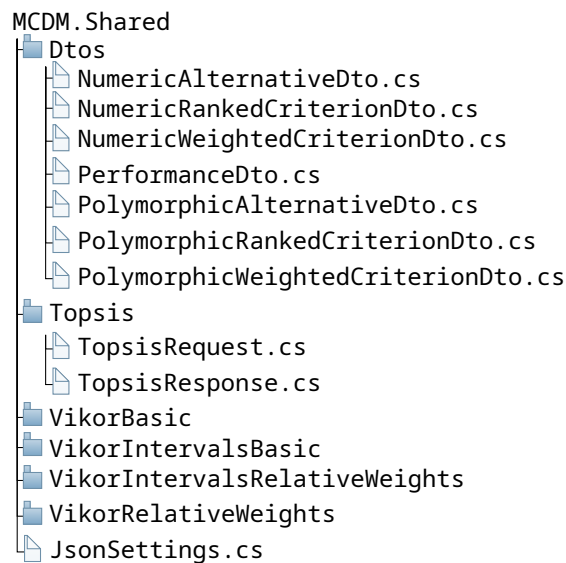 MCDM.Shared
Dtos
NumericAlternativeDto.cs
NumericRankedCriterionDto.cs
NumericWeightedCriterionDto.cs
PerformanceDto.cs
PolymorphicAlternativeDto.cs
PolymorphicRankedCriterionDto.cs
PolymorphicWeightedCriterionDto.cs
Topsis
TopsisRequest.cs
TopsisResponse.cs
VikorBasic
VikorIntervalsBasic
VikorIntervalsRelativeWeights
VikorRelativeWeights
JsonSettings.cs